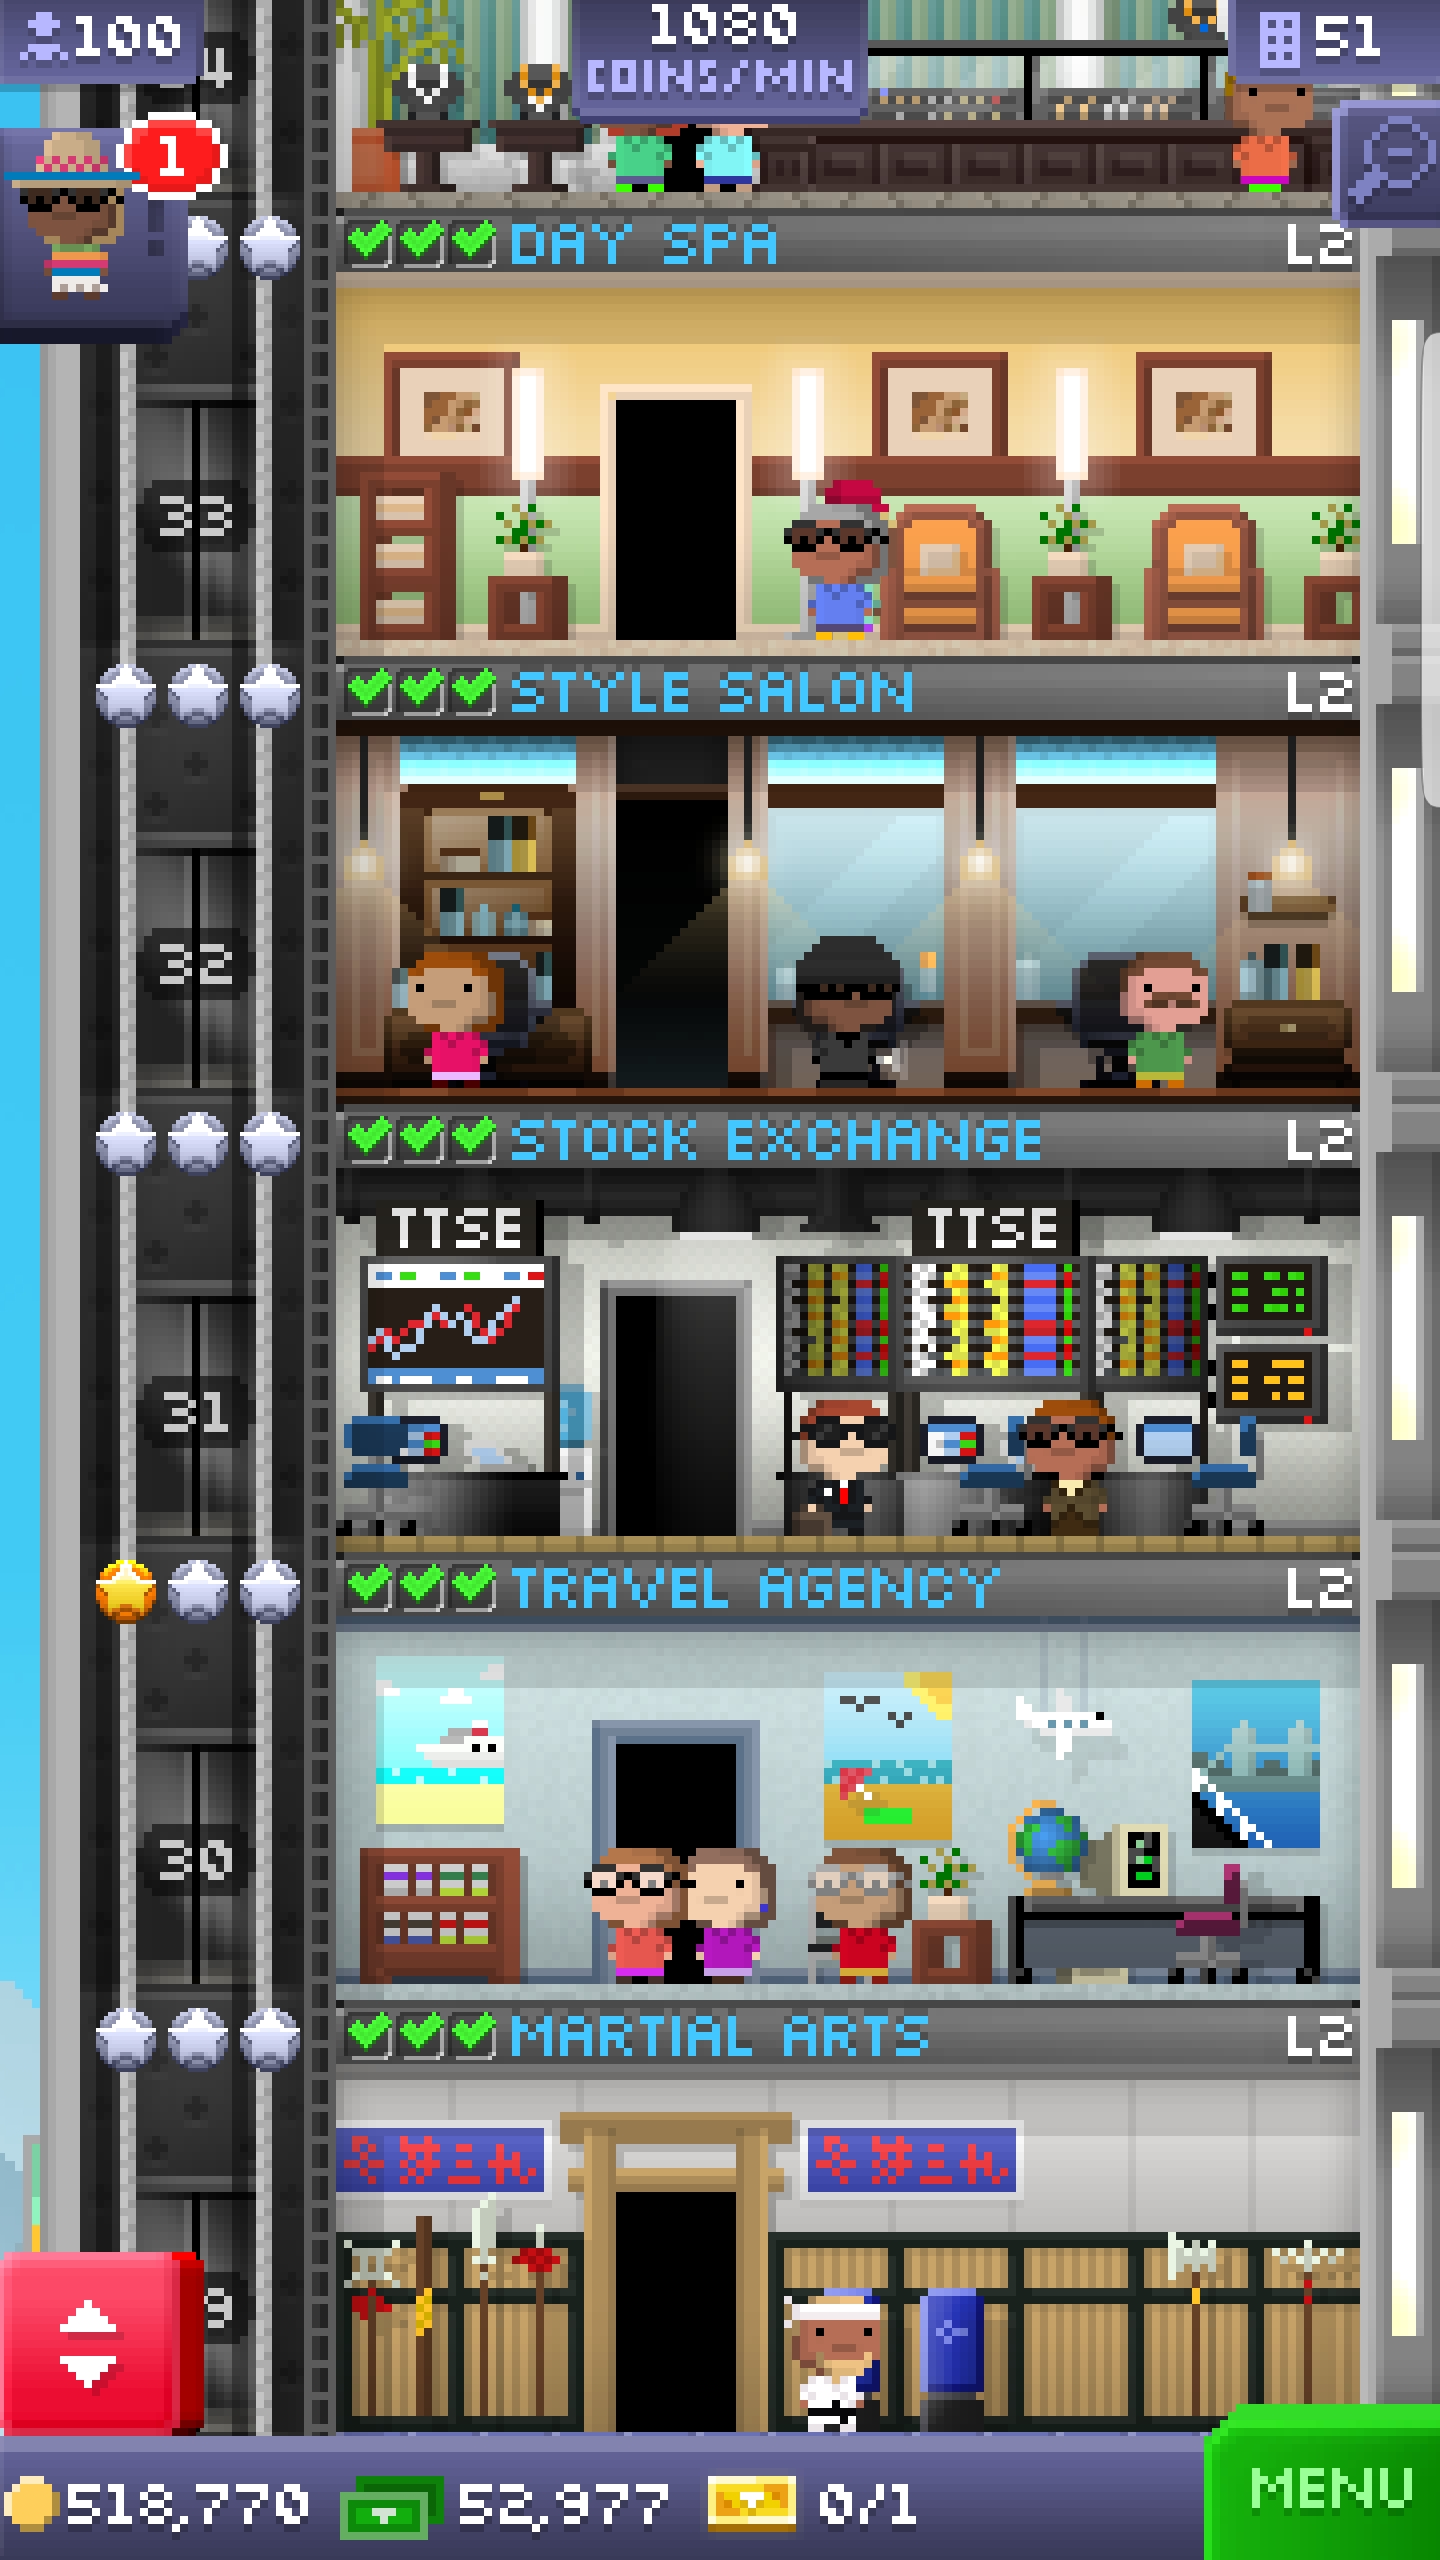 100
1080
COINS/MIN
51
1
DAY SPA
L2
33
STYLE SALON
L2
32
STOCK EXCHANGE
L2
TTSE
TTSE
31
TRAVEL AGENCY
L2
30
MARTIAL ARTS
L2
518,770
52,977
0/1
MENU